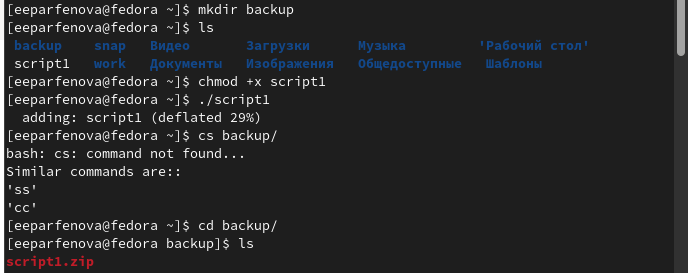 [eeparfenova@fedora ~]$ mkdir backup
[eeparfenova@fedora ~]$ ls
backup snap Видео Загрузки Музыка 'Рабочий стол'
script1 work Документы Изображения Общедоступные Шаблоны
[eeparfenova@fedora ~]$ chmod +x script1
[eeparfenova@fedora ~]$ ./script1
adding: script1 (deflated 29%)
[eeparfenova@fedora ~]$ cs backup/
bash: cs: command not found...
Similar commands are::
'ss'
'cc'
[eeparfenova@fedora ~]$ cd backup/
[eeparfenova@fedora backup]$ ls
script1.zip